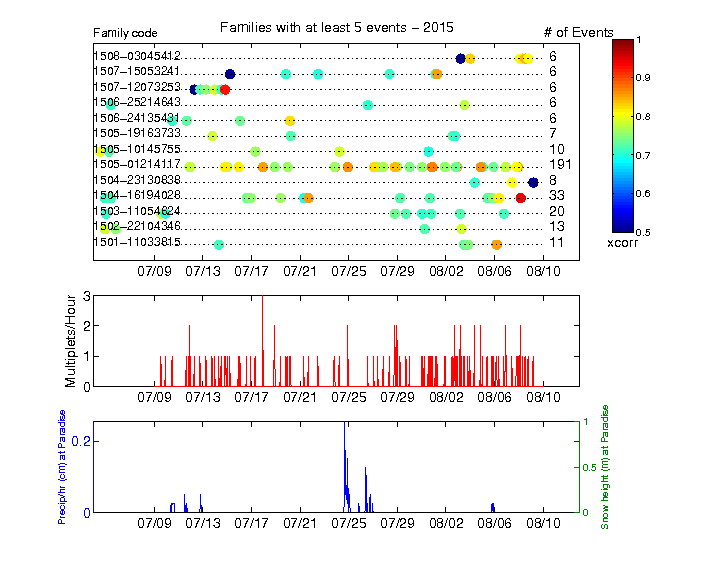 Families with at least 5 events - 2015
Family code
# of Events
1508-03045412 6
1507-15053241 6
1507-12073253 6
1506-25214643 6
1506-24135431 6
1505-19163733 7
1505-10145755 10
1505-01214117 191
1504-23130838 8
1504-16194028 33
1503-11054624 20
1502-22104346 13
1501-11033815 11
07/09 07/13 07/17 07/21 07/25 07/29 08/02 08/06 08/10
1
0.9
0.8
0.7
0.6
0.5
xcorr
Multiplets/Hour
3
2
1
0
07/09 07/13 07/17 07/21 07/25 07/29 08/02 08/06 08/10
Precip/hr (cm) at Paradise
0.2
0
1
0.5
0
Snow height (m) at Paradise
07/09 07/13 07/17 07/21 07/25 07/29 08/02 08/06 08/10